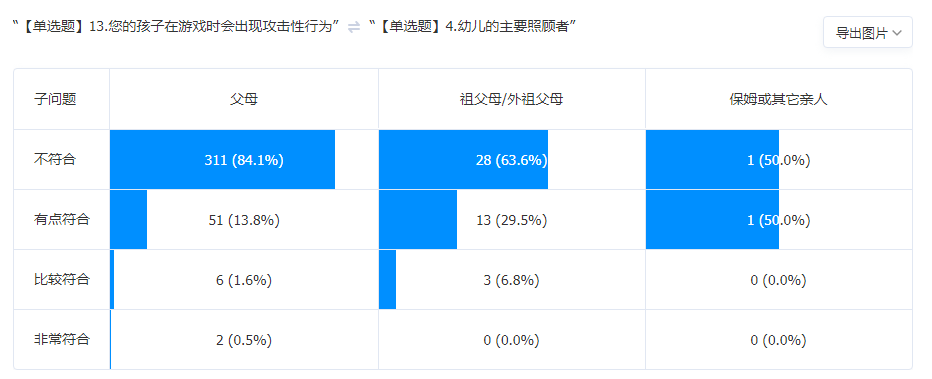 “【单选题】13.您的孩子在游戏时会出现攻击性行为” ⇌ “【单选题】4.幼儿的主要照顾者”
导出图片
子问题 父母 祖父母/外祖父母 保姆或其它亲人
不符合 311 (84.1%) 28 (63.6%) 1 (50.0%)
有点符合 51 (13.8%) 13 (29.5%) 1 (50.0%)
比较符合 6 (1.6%) 3 (6.8%) 0 (0.0%)
非常符合 2 (0.5%) 0 (0.0%) 0 (0.0%)